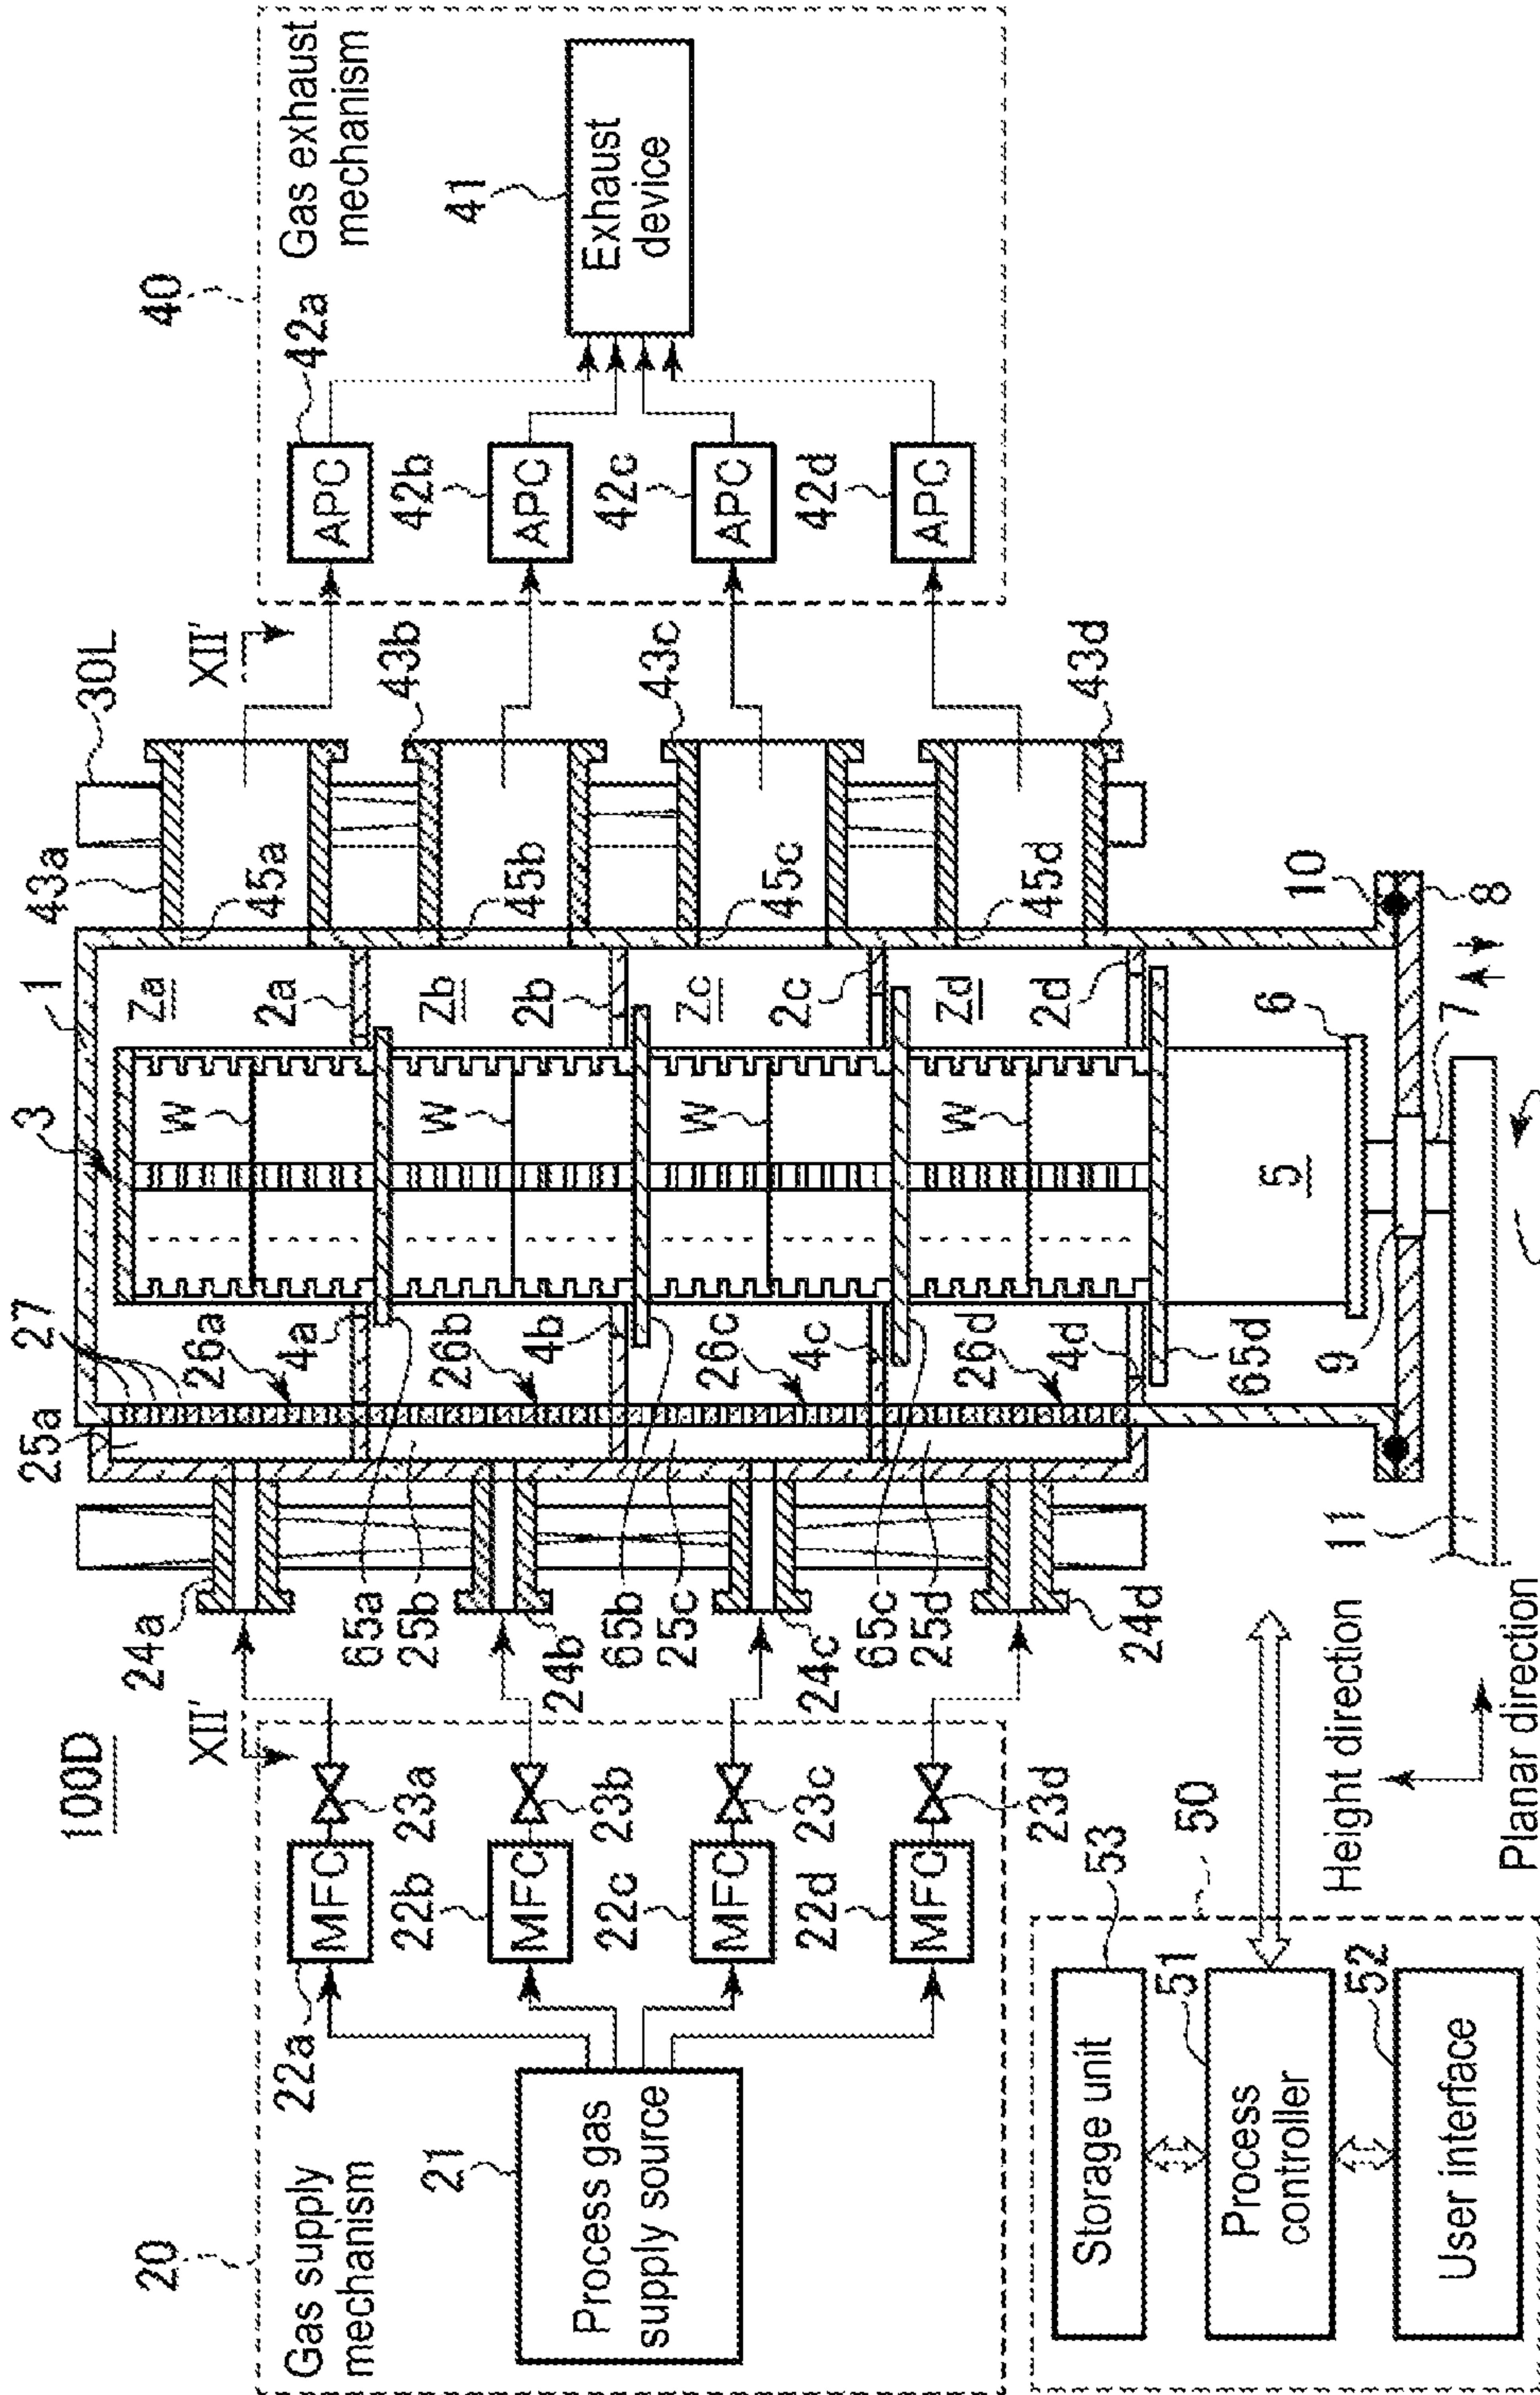 100D
20
Gas supply
mechanism
21
Process gas
supply source
22a
MFC
23a
22b
MFC
23b
22c
MFC
23c
22d
MFC
23d
XII'
XII'
24a
24b
24c
24d
25a
27
3
1
26a
4a
26b
4b
26c
4c
26d
4d
65a
25b
65b
25c
65c
25d
65d
W
W
W
W
Za
2a
Zb
2b
Zc
2c
Zd
2d
5
6
7
8
9
10
11
43a
30L
43b
43c
43d
45a
45b
45c
45d
40
Gas exhaust
mechanism
42a
APC
42b
APC
42c
APC
42d
APC
41
Exhaust
device
50
53
Storage unit
51
Process
controller
52
User interface
Height direction
Planar direction